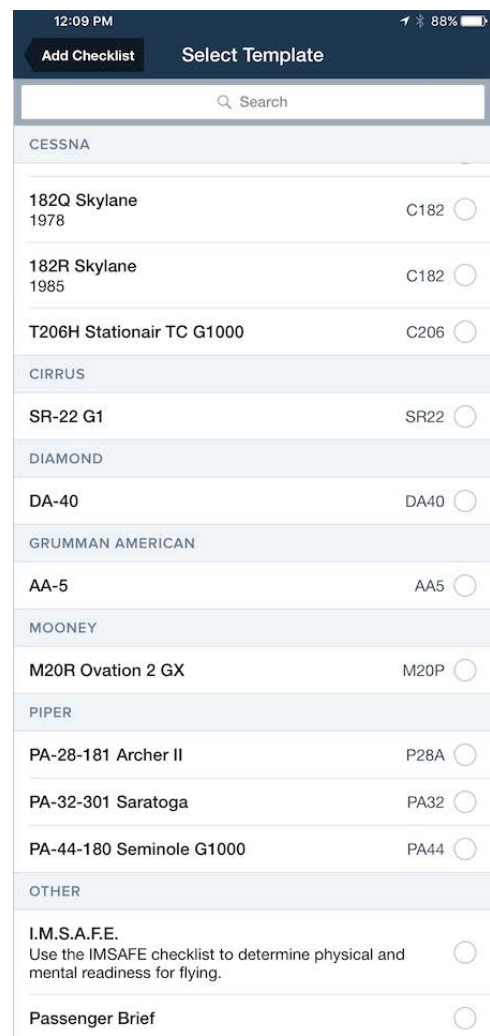 12:09 PM 88%
Add Checklist Select Template
Search
CESSNA
182Q Skylane C182
1978
182R Skylane C182
1985
T206H Stationair TC G1000 C206
CIRRUS
SR-22 G1 SR22
DIAMOND
DA-40 DA40
GRUMMAN AMERICAN
AA-5 AA5
MOONEY
M20R Ovation 2 GX M20P
PIPER
PA-28-181 Archer II P28A
PA-32-301 Saratoga PA32
PA-44-180 Seminole G1000 PA44
OTHER
I.M.S.A.F.E.
Use the IMSAFE checklist to determine physical and
mental readiness for flying.
Passenger Brief